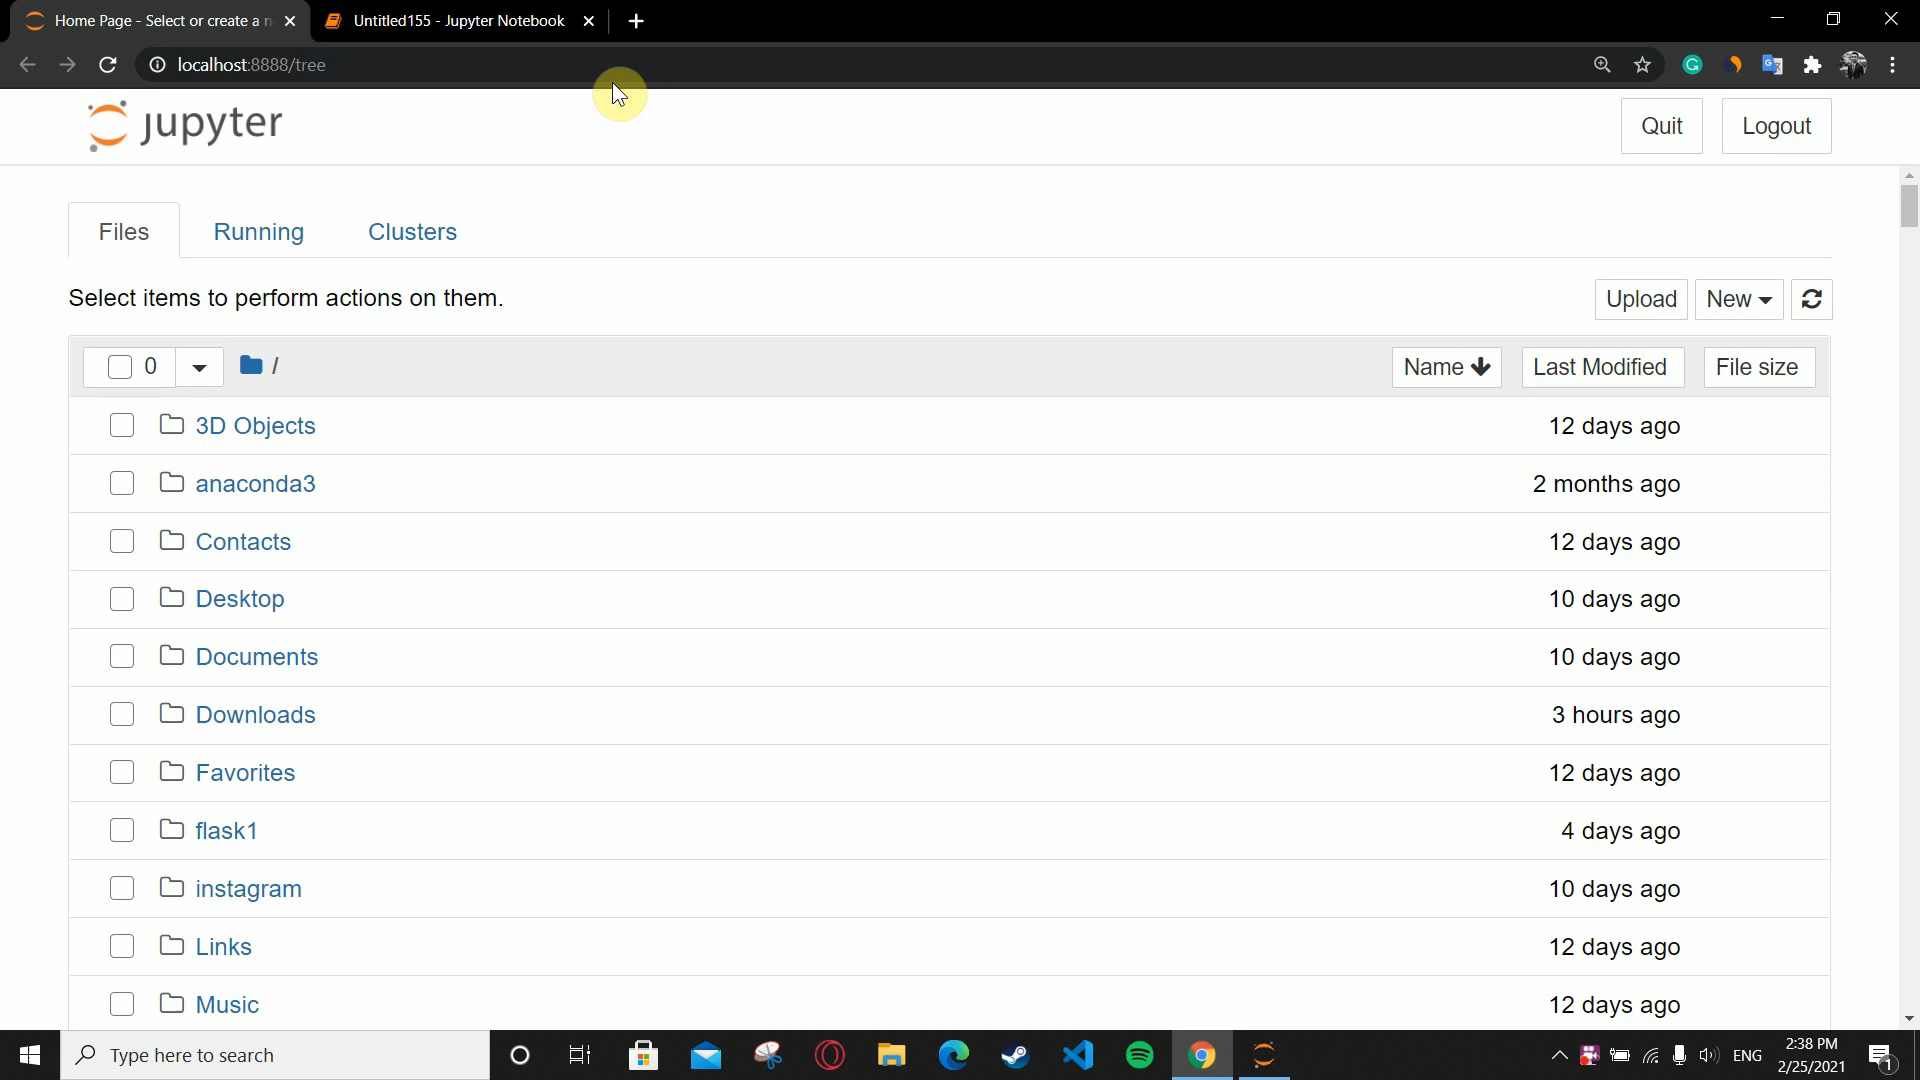 Home Page - Select or create a n
Untitled155 - Jupyter Notebook
localhost:8888/tree
jupyter
Quit
Logout
Files
Running
Clusters
Select items to perform actions on them.
Upload
New
0
/
Name
Last Modified
File size
3D Objects
12 days ago
anaconda3
2 months ago
Contacts
12 days ago
Desktop
10 days ago
Documents
10 days ago
Downloads
3 hours ago
Favorites
12 days ago
flask1
4 days ago
instagram
10 days ago
Links
12 days ago
Music
12 days ago
Type here to search
ENG
2:38 PM
2/25/2021
1